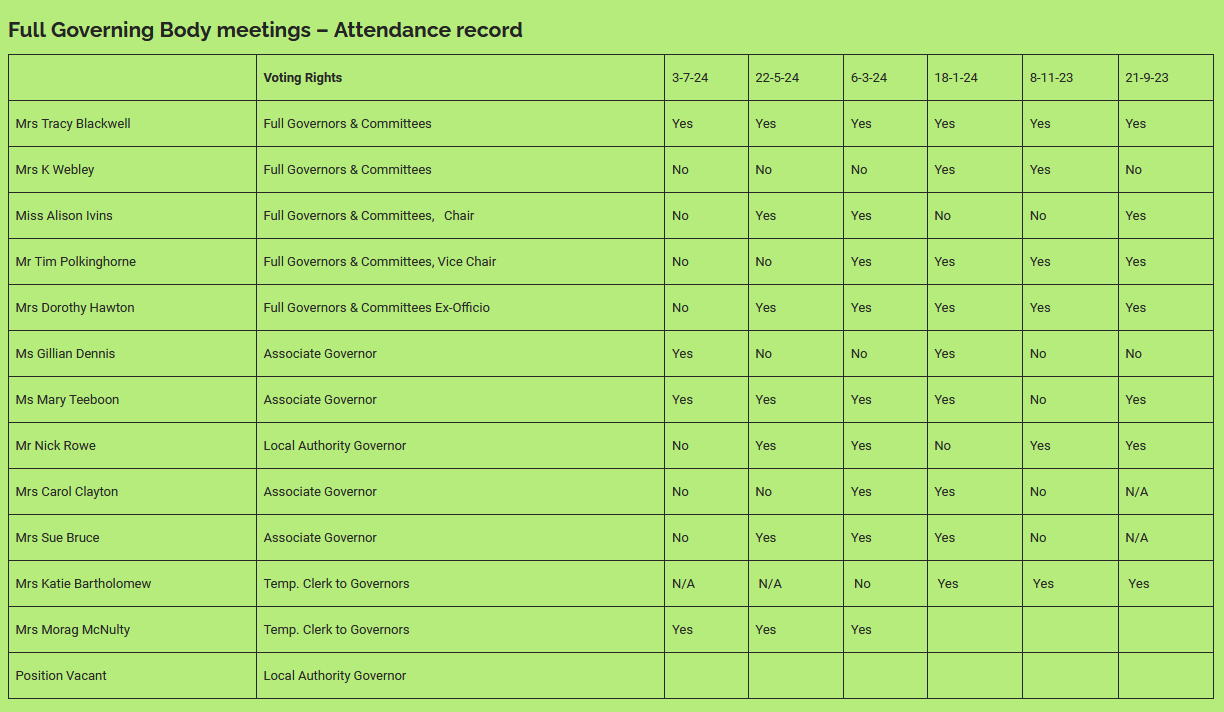 Full Governing Body meetings – Attendance record
Voting Rights 3-7-24 22-5-24 6-3-24 18-1-24 8-11-23 21-9-23
Mrs Tracy Blackwell Full Governors & Committees Yes Yes Yes Yes Yes Yes
Mrs K Webley Full Governors & Committees No No No Yes Yes No
Miss Alison Ivins Full Governors & Committees, Chair No Yes Yes No No Yes
Mr Tim Polkinghorne Full Governors & Committees, Vice Chair No No Yes Yes Yes Yes
Mrs Dorothy Hawton Full Governors & Committees Ex-Officio No Yes Yes Yes Yes Yes
Ms Gillian Dennis Associate Governor Yes No No Yes No No
Ms Mary Teeboon Associate Governor Yes Yes Yes Yes No Yes
Mr Nick Rowe Local Authority Governor No Yes Yes No Yes Yes
Mrs Carol Clayton Associate Governor No No Yes Yes No N/A
Mrs Sue Bruce Associate Governor No Yes Yes Yes No N/A
Mrs Katie Bartholomew Temp. Clerk to Governors N/A N/A No Yes Yes Yes
Mrs Morag McNulty Temp. Clerk to Governors Yes Yes Yes
Position Vacant Local Authority Governor